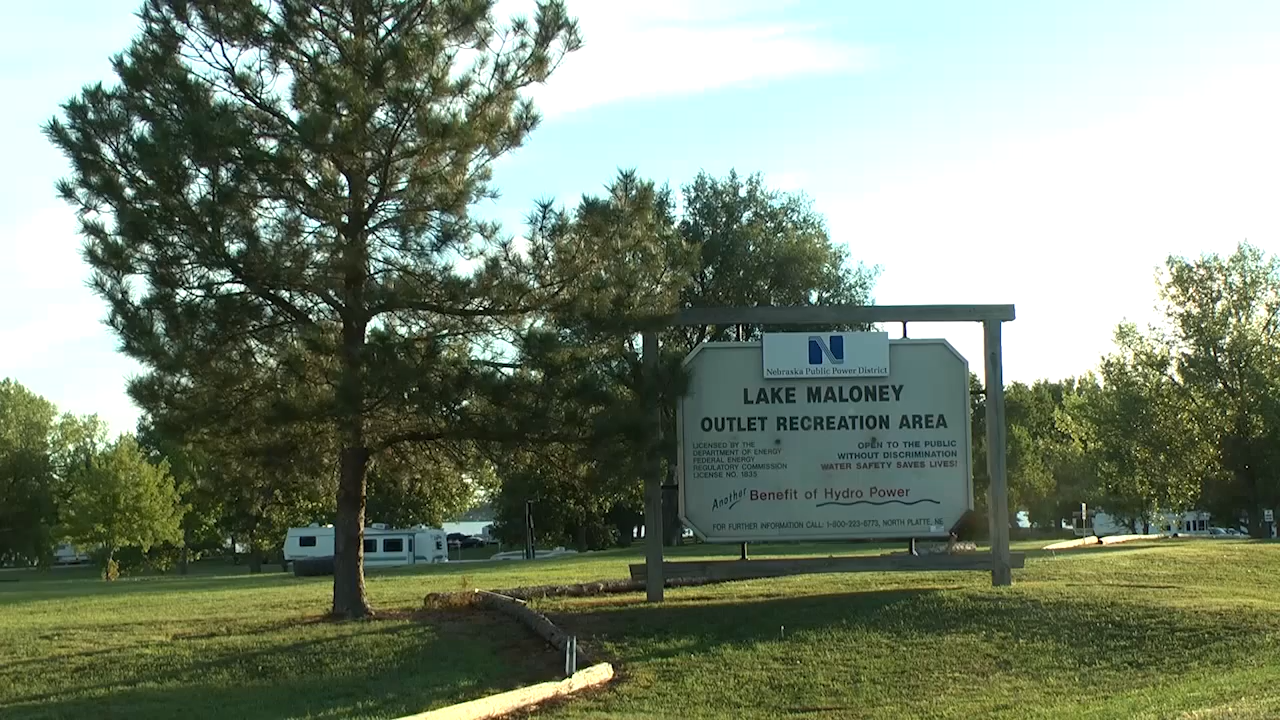 N
Nebraska Public Power District
LAKE MALONEY
OUTLET RECREATION AREA
LICENSED BY THE
DEPARTMENT OF ENERGY
FEDERAL ENERGY
REGULATORY COMMISSION
LICENSE NO. 1835
OPEN TO THE PUBLIC
WITHOUT DISCRIMINATION
WATER SAFETY SAVES LIVES!
Another Benefit of Hydro Power
FOR FURTHER INFORMATION CALL: 1-800-223-5773, NORTH PLATTE, NE